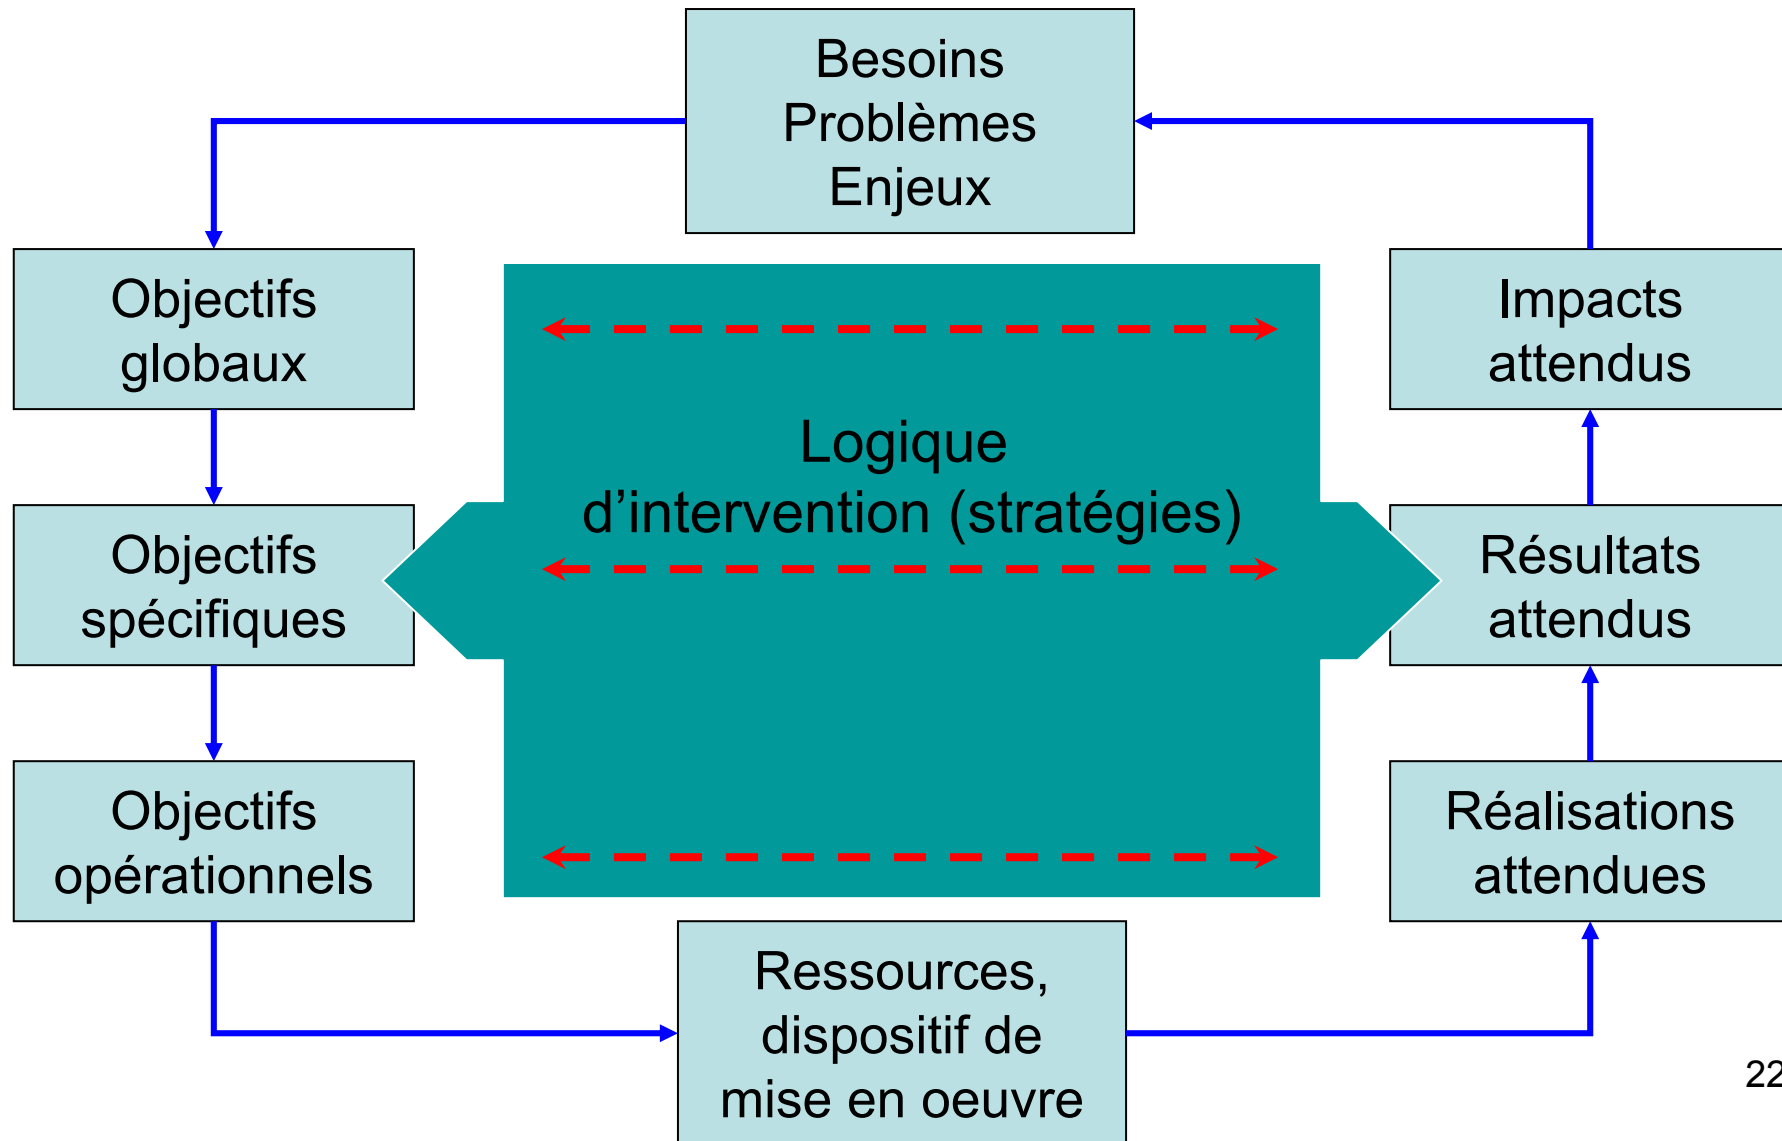 Besoins
Problèmes
Enjeux
Objectifs
globaux
Impacts
attendus
Logique
d’intervention (stratégies)
Objectifs
spécifiques
Résultats
attendus
Objectifs
opérationnels
Réalisations
attendues
Ressources,
dispositif de
mise en oeuvre
22